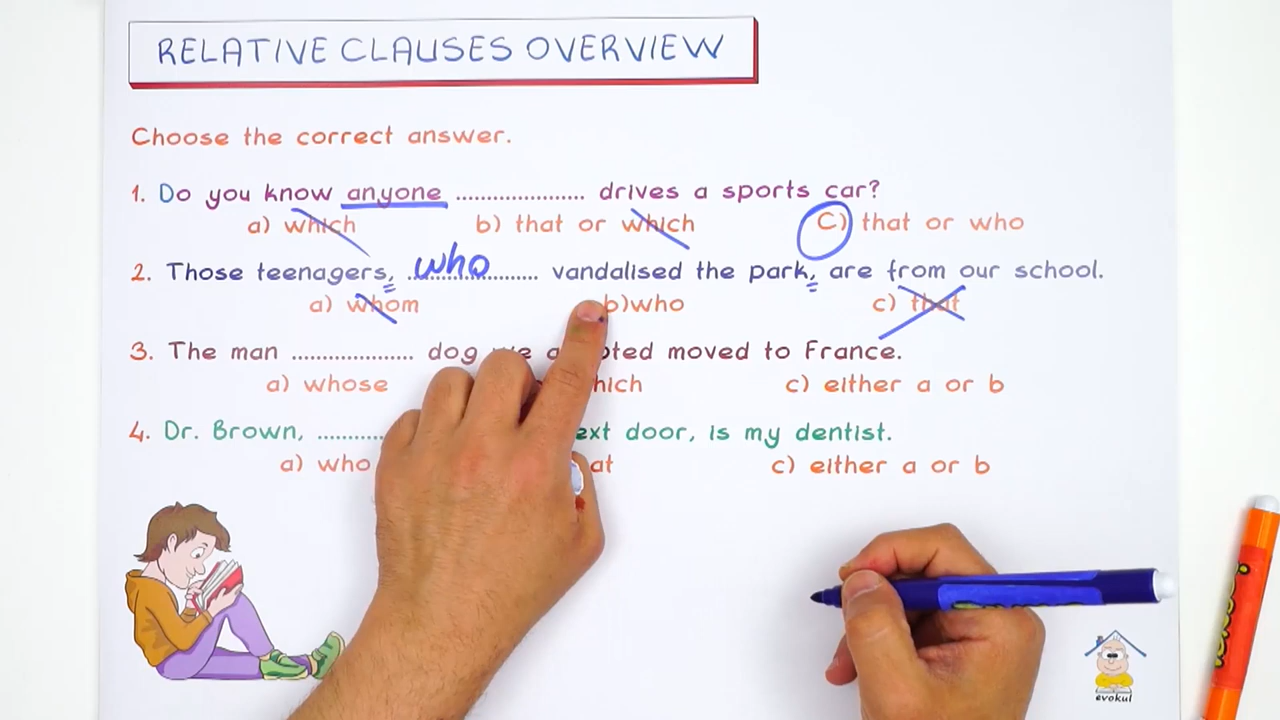 RELATIVE CLAUSES OVERVIEW
Choose the correct answer.
1. Do you know anyone ..................... drives a sports car?
a) which b) that or which C) that or who
2. Those teenagers, who ..................... vandalised the park, are from our school.
a) whom b)who c) that
3. The man .................... dog we moved to France.
a) whose c) either a or b
4. Dr. Brown, ........... door, is my dentist.
a) who c) either a or b
evokul